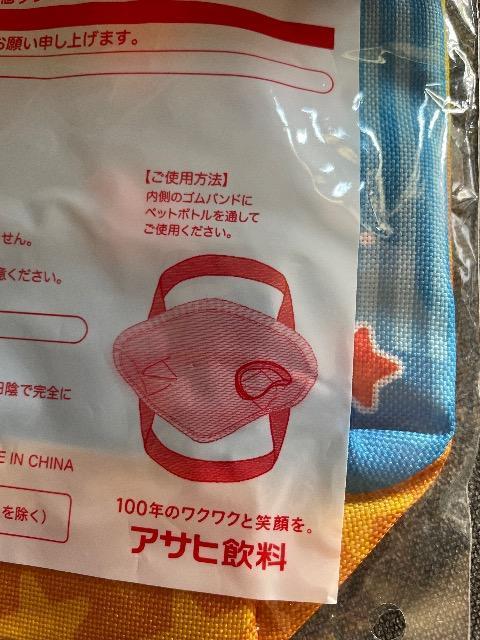 お願い申し上げます。
【ご使用方法】
内側のゴムバンドに
ペットボトルを通して
ご使用ください。
せん。
意ください。
日陰で完全に
E IN CHINA
を除く)
100年のワクワクと笑顔を。
アサヒ飲料